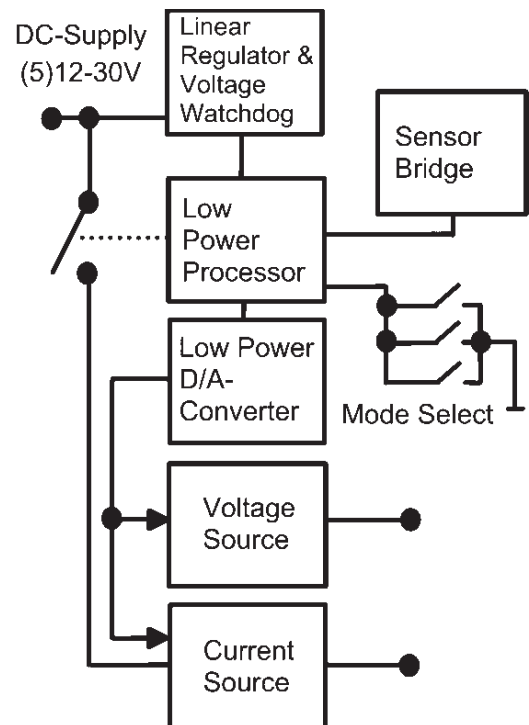 DC-Supply
(5)12-30V
Linear
Regulator &
Voltage
Watchdog
Sensor
Bridge
Low
Power
Processor
Low Power
D/A-
Converter
Mode Select
Voltage
Source
Current
Source